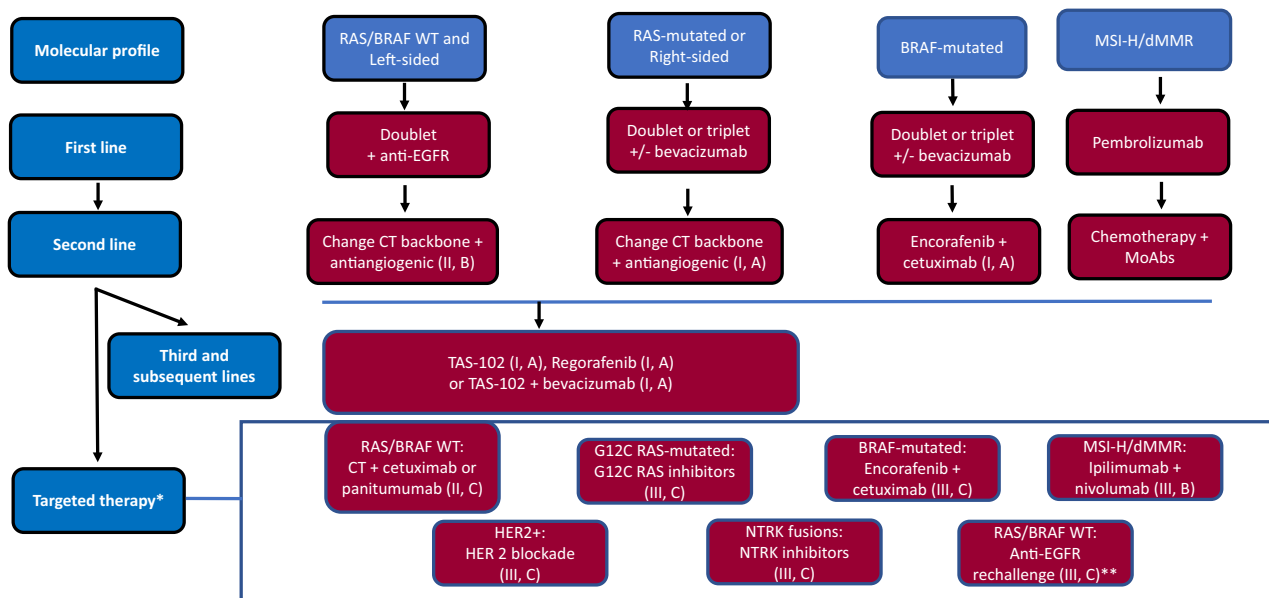 Molecular profile
RAS/BRAF WT and
Left-sided
RAS-mutated or
Right-sided
BRAF-mutated
MSI-H/dMMR
First line
Doublet
+ anti-EGFR
Doublet or triplet
+/- bevacizumab
Doublet or triplet
+/- bevacizumab
Pembrolizumab
Second line
Change CT backbone +
antiangiogenic (II, B)
Change CT backbone
+ antiangiogenic (I, A)
Encorafenib +
cetuximab (I, A)
Chemotherapy +
MoAbs
Third and
subsequent lines
TAS-102 (I, A), Regorafenib (I, A)
or TAS-102 + bevacizumab (I, A)
Targeted therapy*
RAS/BRAF WT:
CT + cetuximab or
panitumumab (II, C)
G12C RAS-mutated:
G12C RAS inhibitors
(III, C)
BRAF-mutated:
Encorafenib +
cetuximab (III, C)
MSI-H/dMMR:
Ipilimumab +
nivolumab (III, B)
HER2+:
HER 2 blockade
(III, C)
NTRK fusions:
NTRK inhibitors
(III, C)
RAS/BRAF WT:
Anti-EGFR
rechallenge (III, C)**